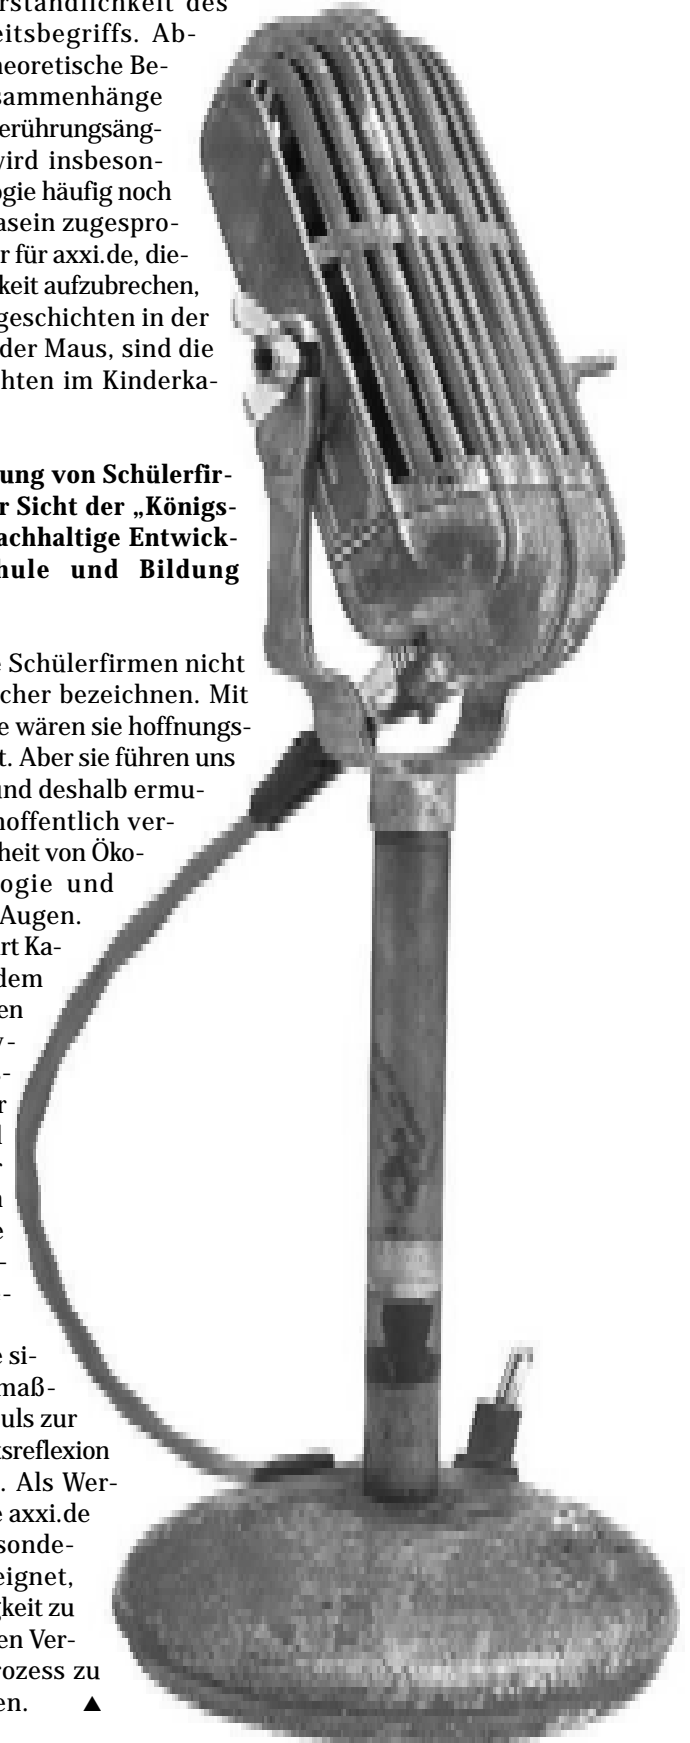 rständlichkeit des
eitsbegriffs. Ab-
heoretische Be-
sammenhänge
erührungsäng-
wird insbeson-
gie häufig noch
asein zugespro-
r für axxi.de, die-
keit aufzubrechen,
geschichten in der
der Maus, sind die
chten im Kinderka-
ung von Schülerfir-
r Sicht der „Königs-
achhaltige Entwick-
hule und Bildung
e Schülerfirmen nicht
cher bezeichnen. Mit
e wären sie hoffnungs-
t. Aber sie führen uns
und deshalb ermu-
hoffentlich ver-
heit von Öko-
ogie und
Augen.
rt Ka-
dem
en
-
r
e
-
-
e si-
maß-
uls zur
sreflexion
. Als Wer-
e axxi.de
sonde-
eignet,
gkeit zu
en Ver-
rozess zu
en. ▲